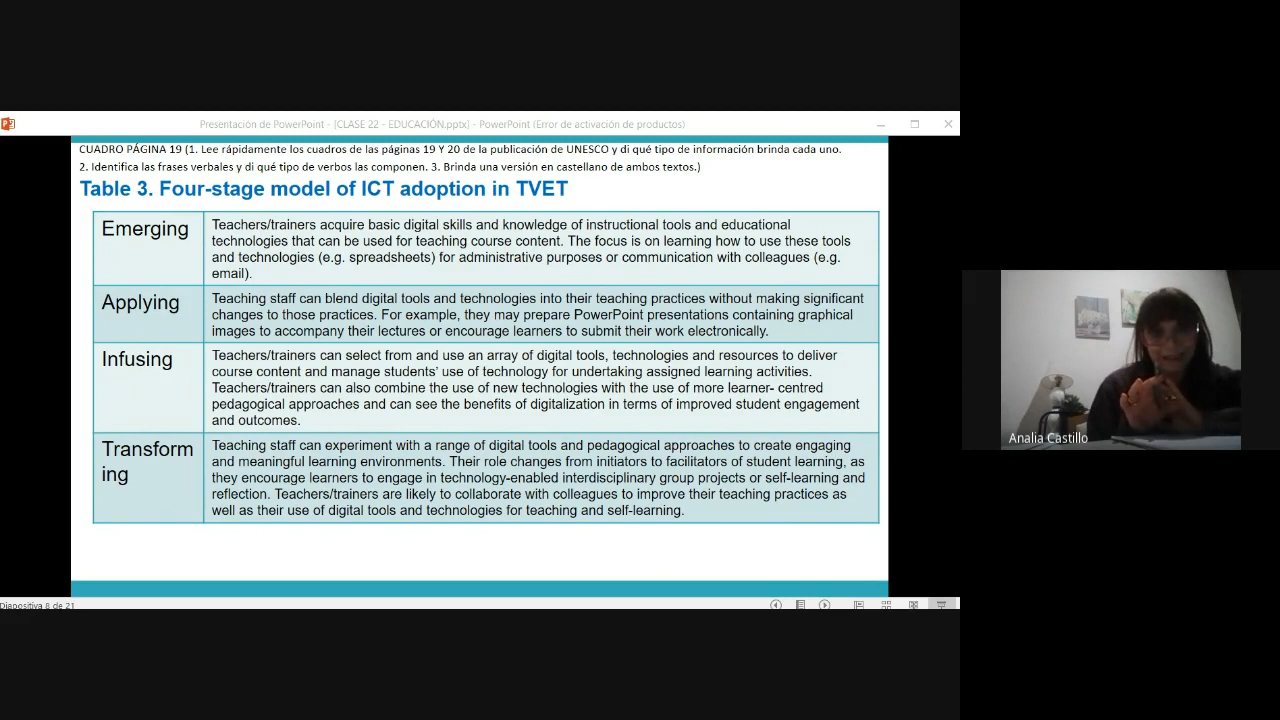 Presentación de PowerPoint - [CLASE 22 - EDUCACIÓN.pptx] - PowerPoint (Error de activación de productos)
CUADRO PÁGINA 19 (1. Lee rápidamente los cuadros de las páginas 19 Y 20 de la publicación de UNESCO y di qué tipo de información brinda cada uno.
2. Identifica las frases verbales y di qué tipo de verbos las componen. 3. Brinda una versión en castellano de ambos textos.)
Table 3. Four-stage model of ICT adoption in TVET
Emerging
Teachers/trainers acquire basic digital skills and knowledge of instructional tools and educational
technologies that can be used for teaching course content. The focus is on learning how to use these tools
and technologies (e.g. spreadsheets) for administrative purposes or communication with colleagues (e.g.
email).
Applying
Teaching staff can blend digital tools and technologies into their teaching practices without making significant
changes to those practices. For example, they may prepare PowerPoint presentations containing graphical
images to accompany their lectures or encourage learners to submit their work electronically.
Infusing
Teachers/trainers can select from and use an array of digital tools, technologies and resources to deliver
course content and manage students' use of technology for undertaking assigned learning activities.
Teachers/trainers can also combine the use of new technologies with the use of more learner- centred
pedagogical approaches and can see the benefits of digitalization in terms of improved student engagement
and outcomes.
Transform
ing
Teaching staff can experiment with a range of digital tools and pedagogical approaches to create engaging
and meaningful learning environments. Their role changes from initiators to facilitators of student learning, as
they encourage learners to engage in technology-enabled interdisciplinary group projects or self-learning and
reflection. Teachers/trainers are likely to collaborate with colleagues to improve their teaching practices as
well as their use of digital tools and technologies for teaching and self-learning.
Diapositiva 8 de 21
Analia Castillo